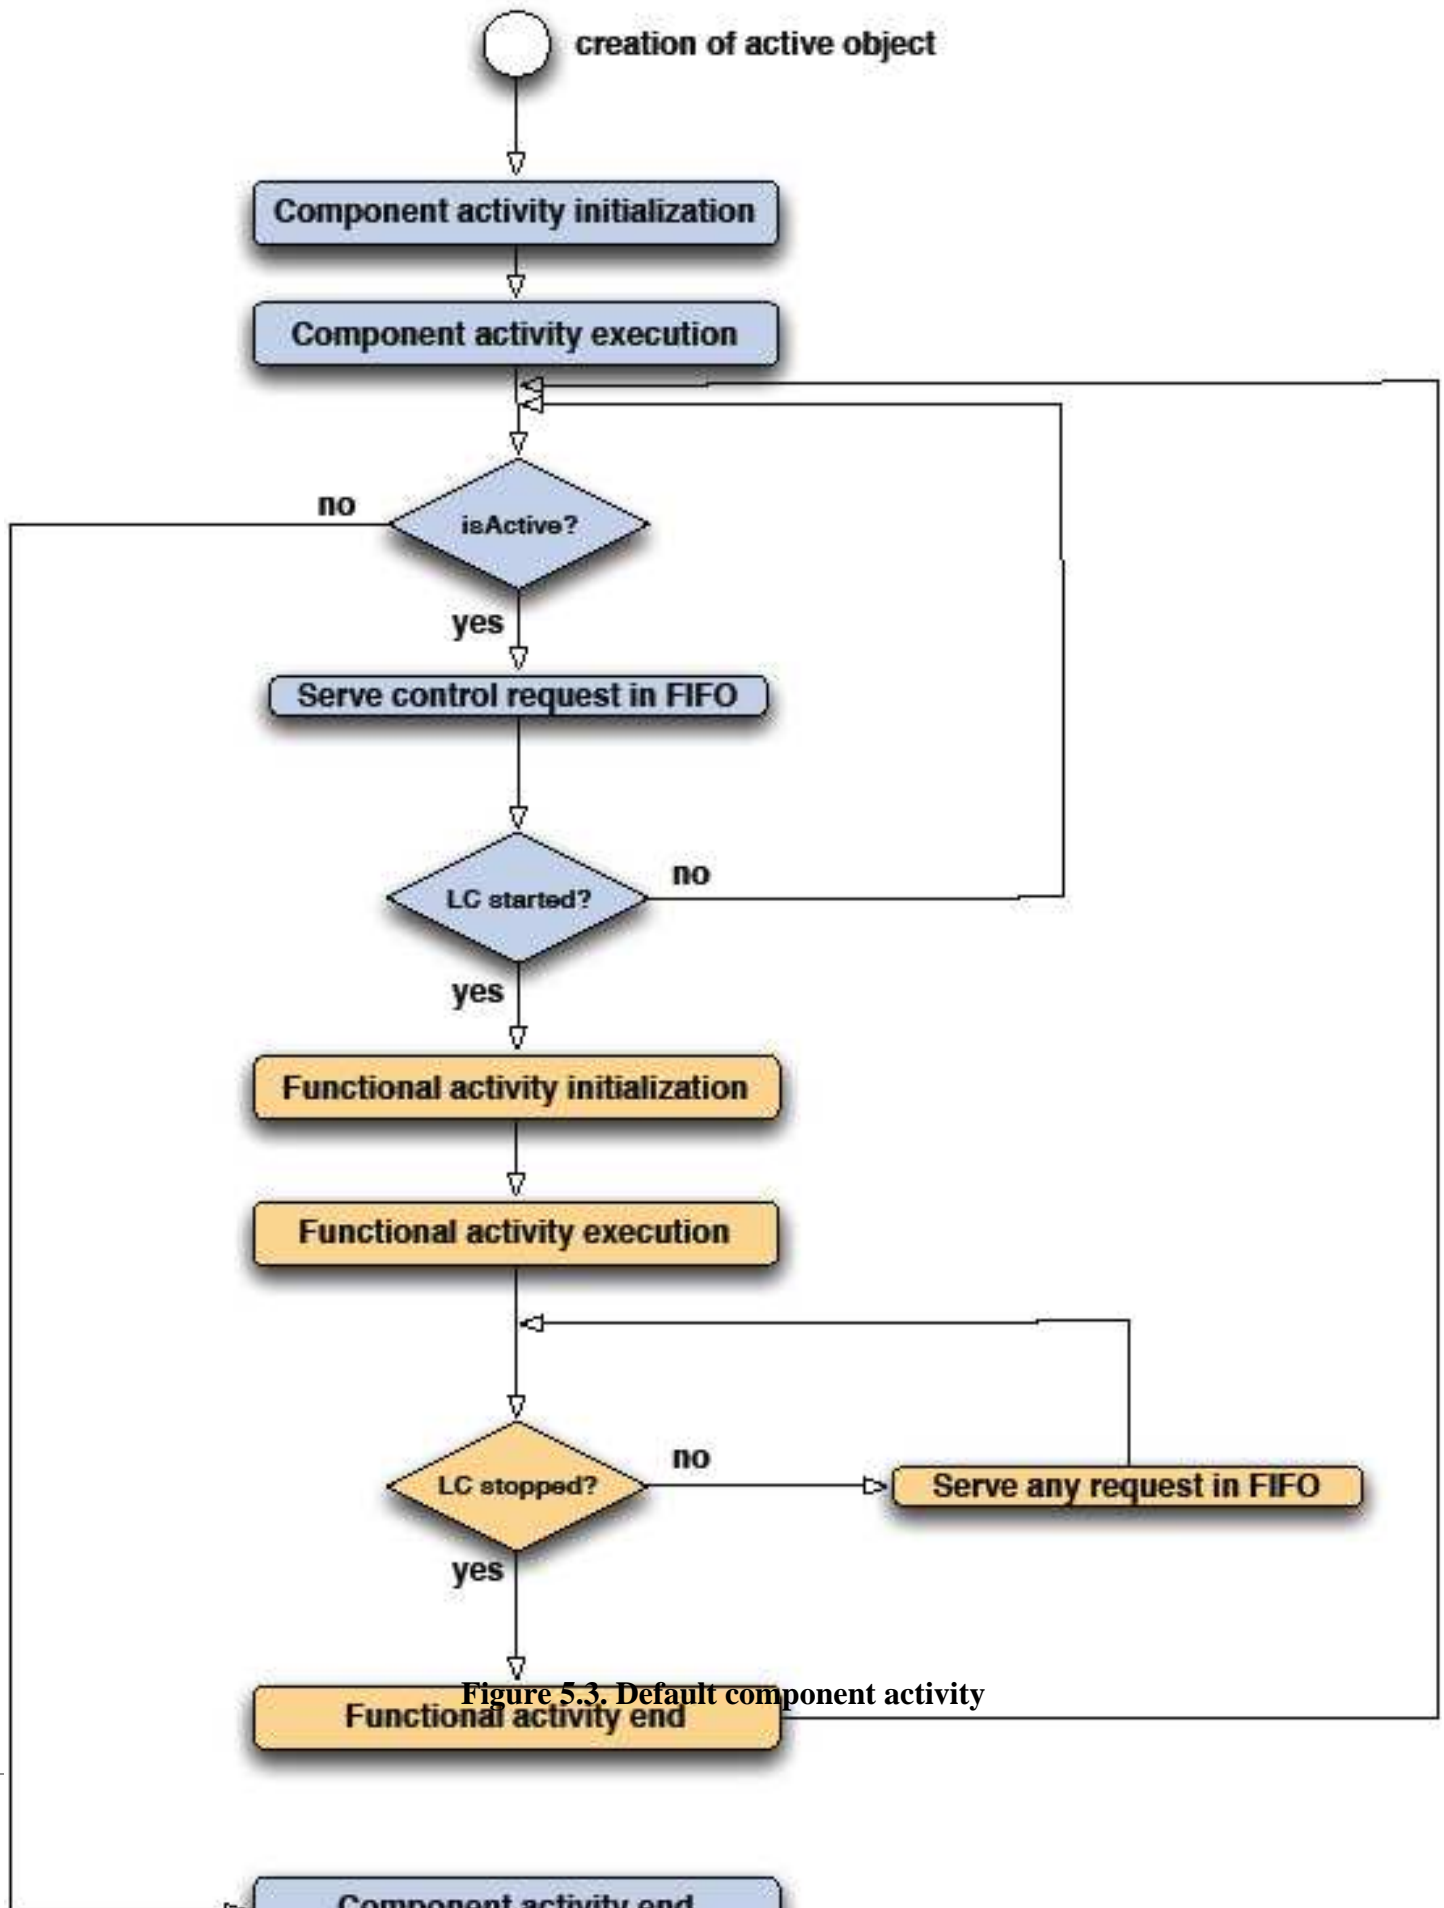 creation of active object
Component activity initialization
Component activity execution
no
isActive?
yes
Serve control request in FIFO
no
LC started?
yes
Functional activity initialization
Functional activity execution
no
LC stopped?
Serve any request in FIFO
yes
Figure 5.3. Default component activity
Functional activity end
Component activity end